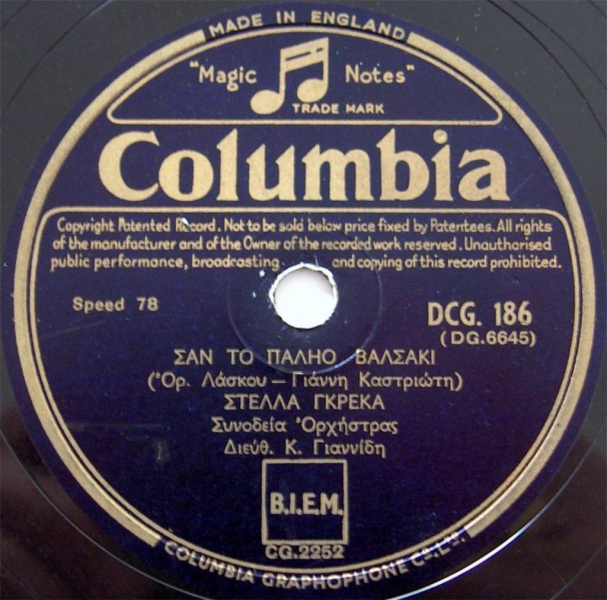 MADE IN ENGLAND
"Magic Notes"
TRADE MARK
Columbia
Copyright Patented Record. Not to be sold below price fixed by Patentees. All rights
of the manufacturer and of the Owner of the recorded work reserved. Unauthorised
public performance, broadcasting and copying of this record prohibited.
Speed 78
DCG. 186
(DG.6645)
ΣΑΝ ΤΟ ΠΑΛΗΟ ΒΑΛΣΑΚΙ
(Ὀρ. Λάσκου – Γιάννη Καστριώτη)
ΣΤΕΛΛΑ ΓΚΡΕΚΑ
Συνοδεία Ὀρχήστρας
Διεύθ. Κ. Γιαννίδη
B.I.E.M.
CG.2252
COLUMBIA GRAPHOPHONE Co. LTD.